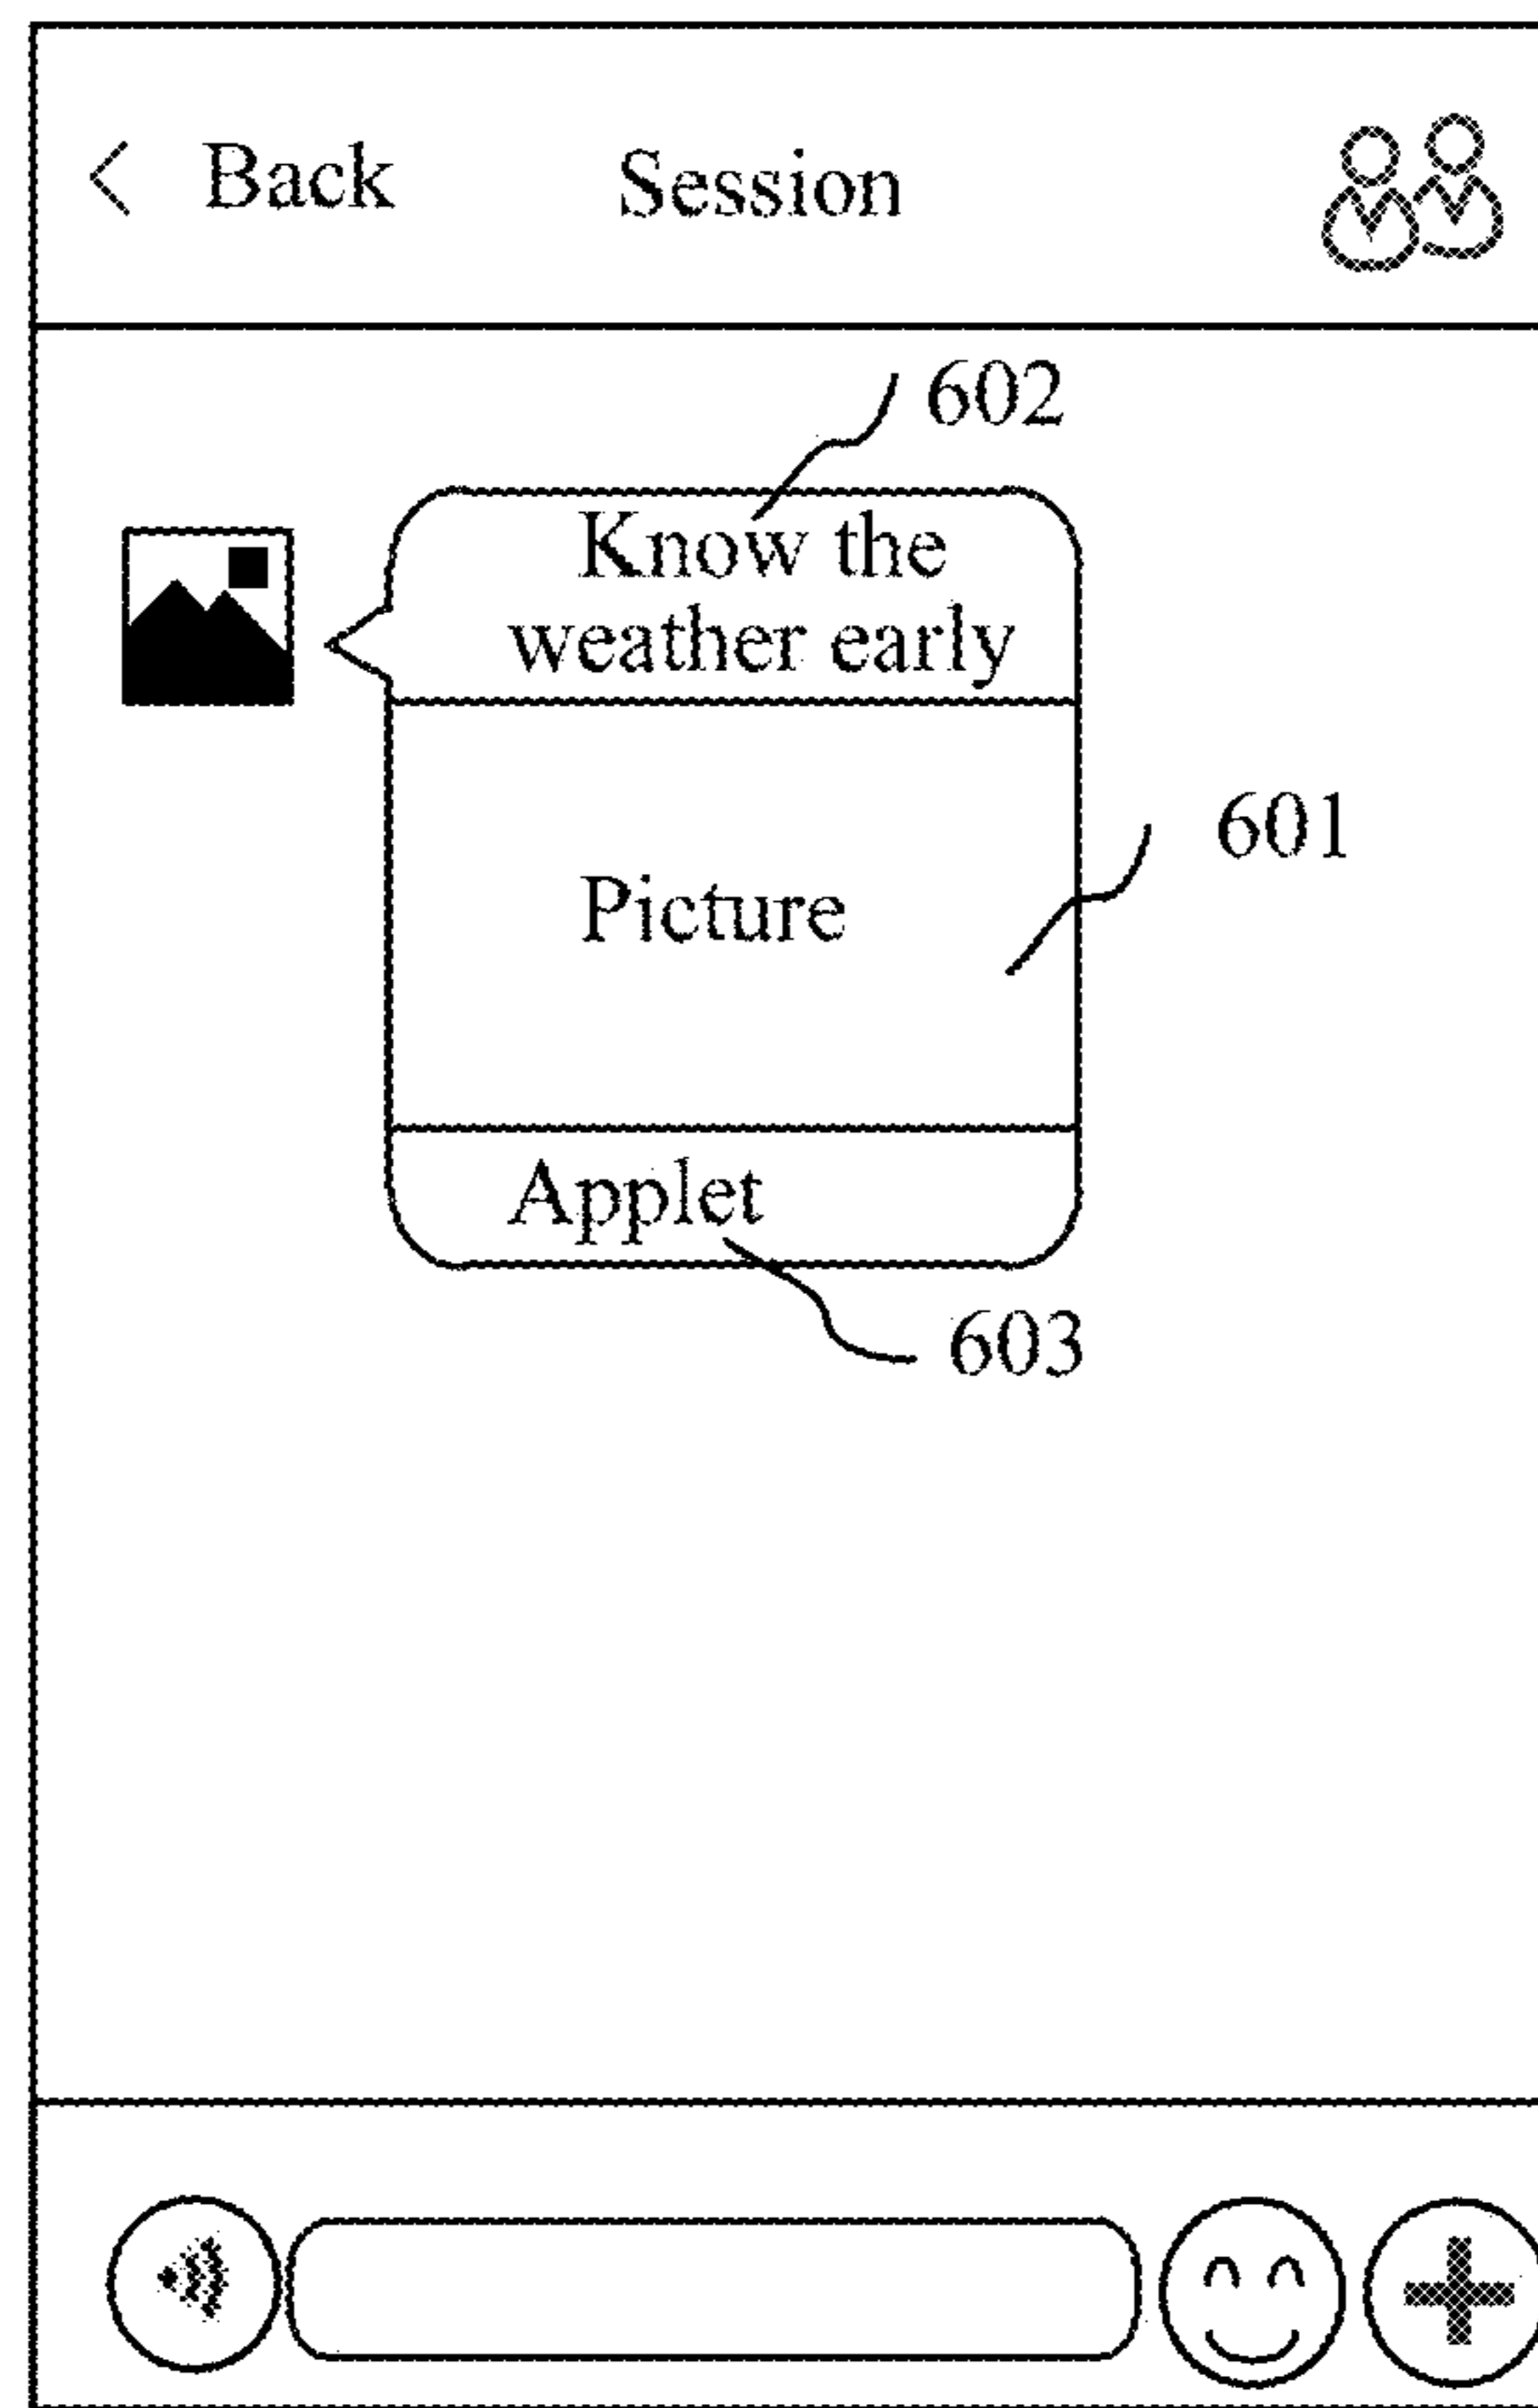 Back Session
602
Know the
weather early
601
Picture
Applet
603